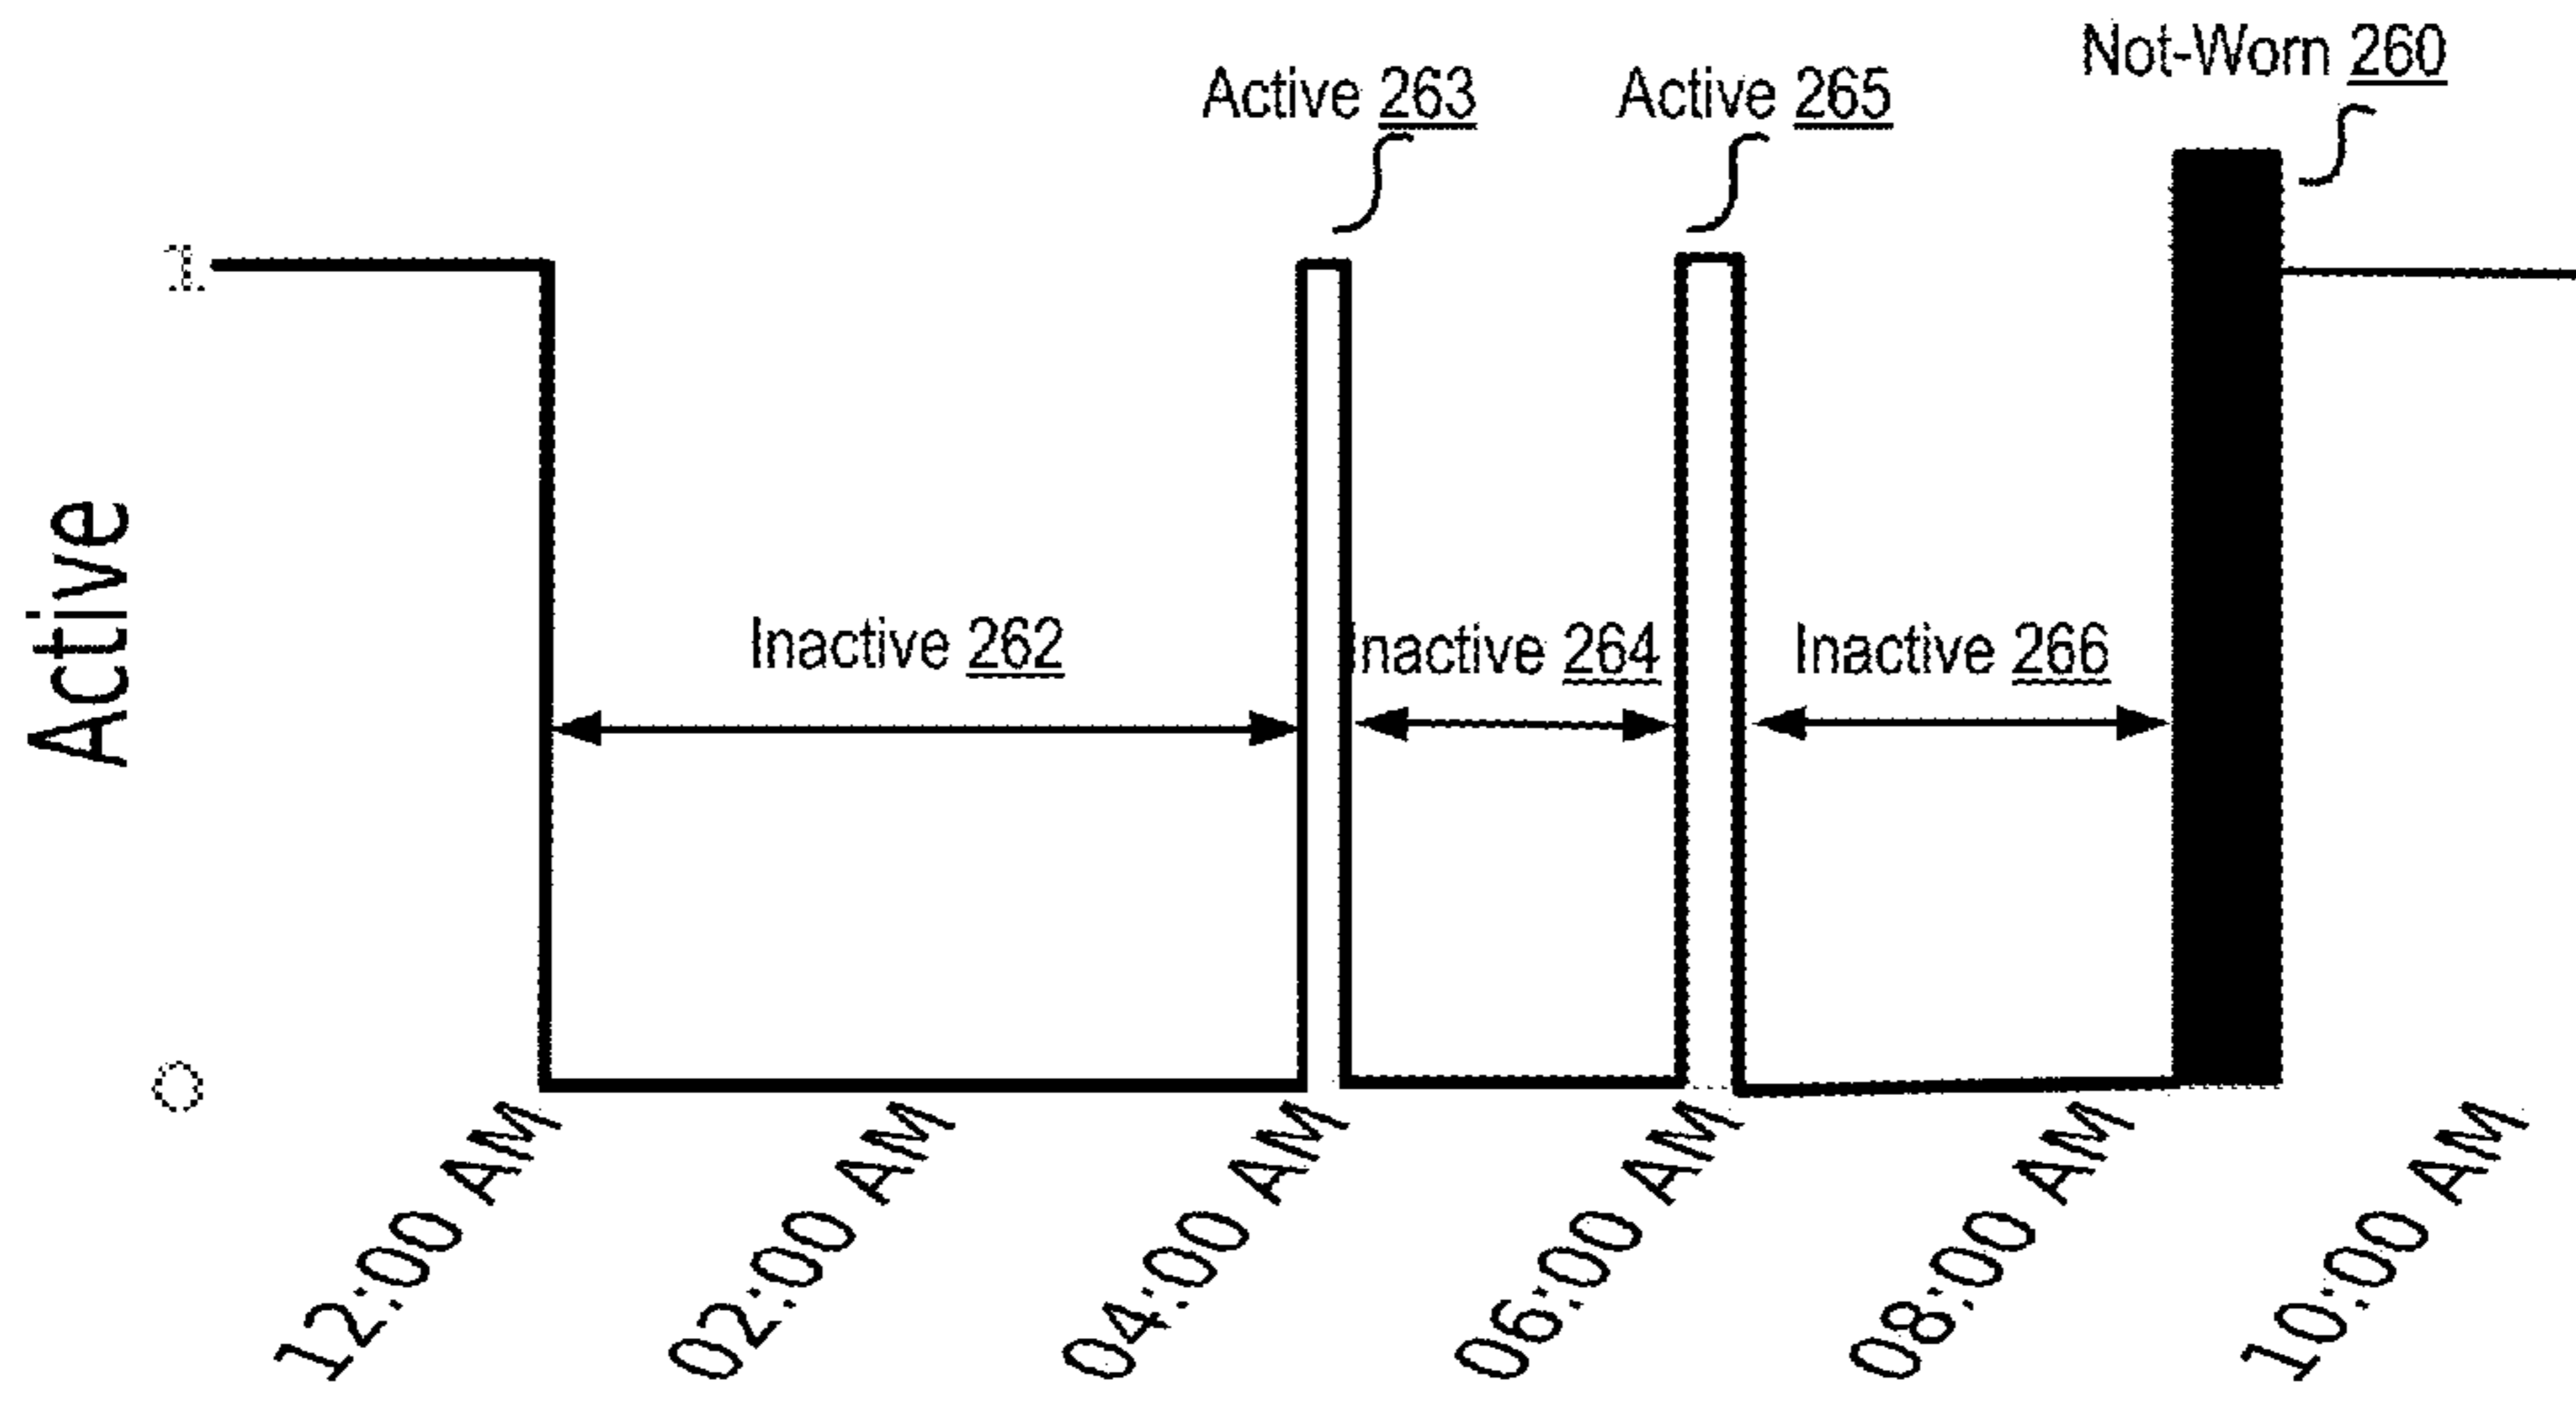 Not-Worn 260
Active 263
Active 265
1
Active
Inactive 262
Inactive 264
Inactive 266
0
12:00 AM
02:00 AM
04:00 AM
06:00 AM
08:00 AM
10:00 AM